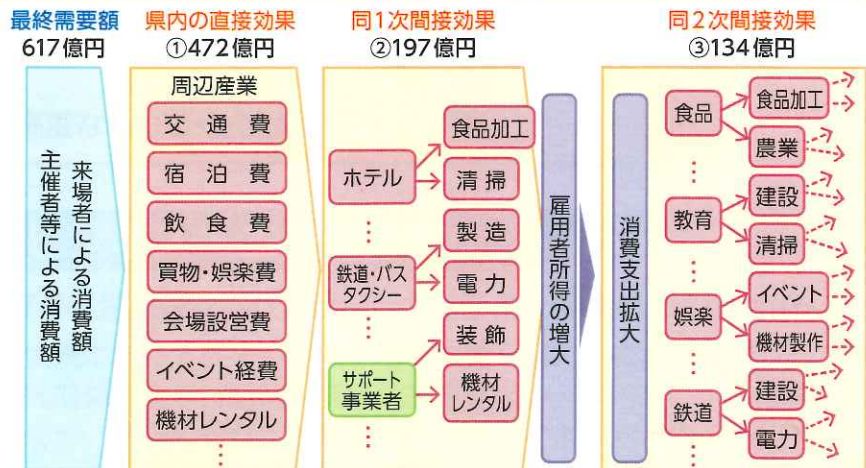 最終需要額
617億円
来場者による消費額
主催者等による消費額
県内の直接効果
①472億円
周辺産業
交通費
宿泊費
飲食費
買物・娯楽費
会場設営費
イベント経費
機材レンタル
⋮
同1次間接効果
②197億円
ホテル
食品加工
清掃
⋮
鉄道・バス
タクシー
製造
電力
⋮
サポート
事業者
装飾
機材
レンタル
⋮
雇用者所得の増大
同2次間接効果
③134億円
消費支出拡大
食品
食品加工
農業
⋮
教育
建設
清掃
⋮
娯楽
イベント
機材製作
⋮
鉄道
建設
電力
⋮